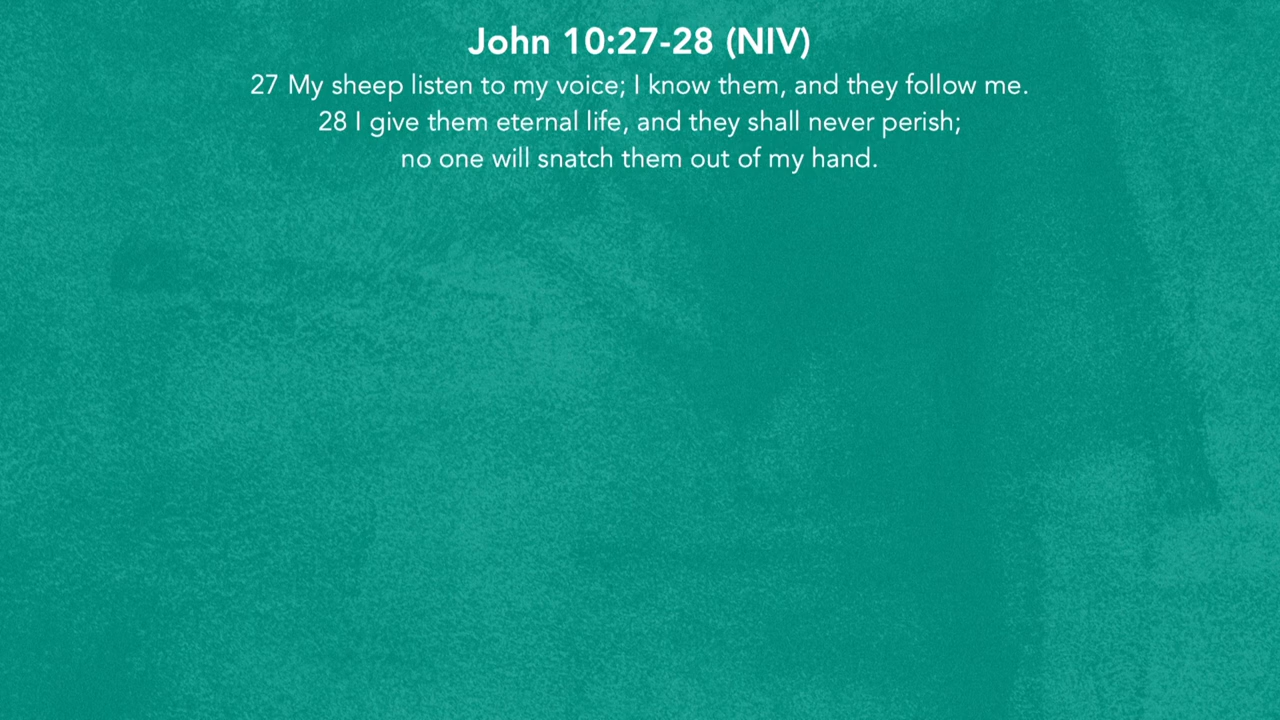 John 10:27-28 (NIV)
27 My sheep listen to my voice; I know them, and they follow me.
28 I give them eternal life, and they shall never perish;
no one will snatch them out of my hand.